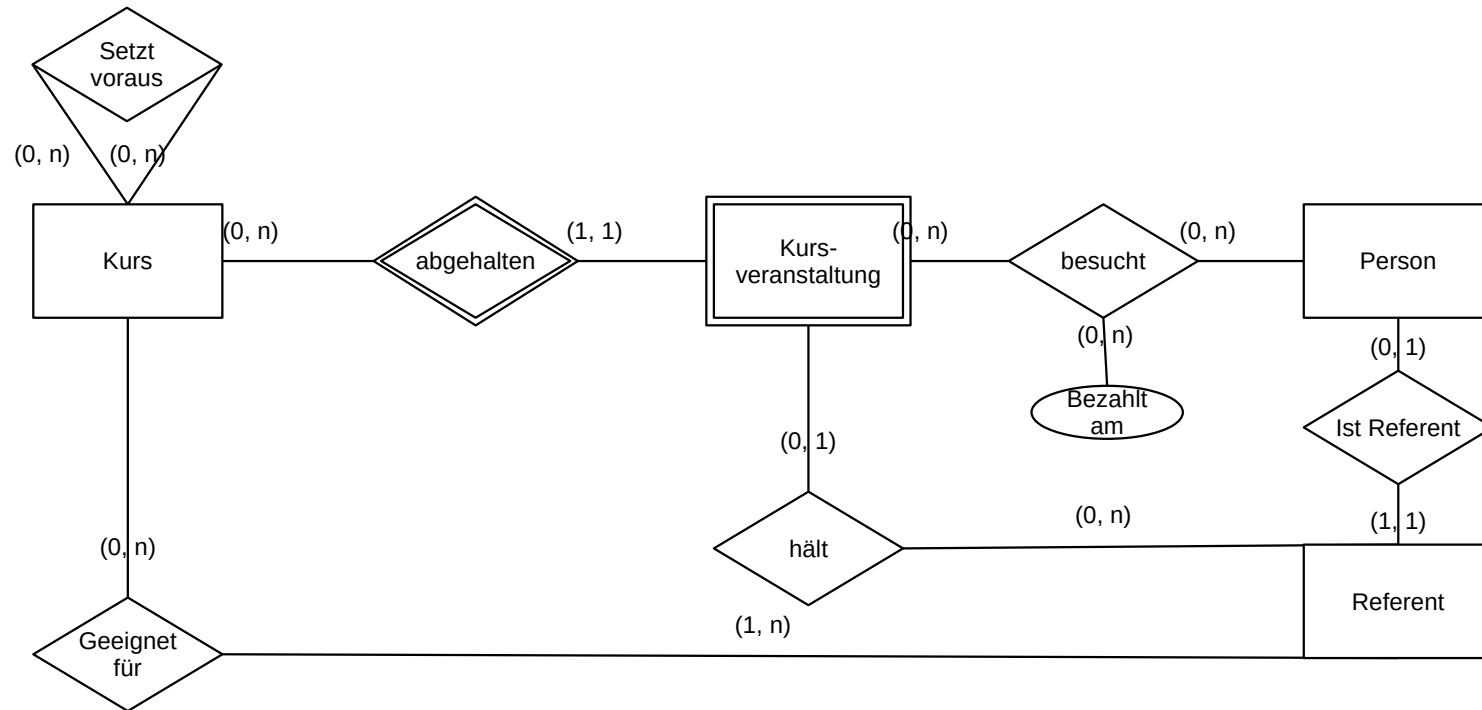 Setzt
voraus
(0, n)
(0, n)
Kurs
(0, n)
abgehalten
(1, 1)
Kurs-
veranstaltung
(0, n)
besucht
(0, n)
Person
(0, n)
Bezahlt
am
(0, 1)
Ist Referent
(1, 1)
(0, 1)
hält
(0, n)
Referent
(0, n)
Geeignet
für
(1, n)